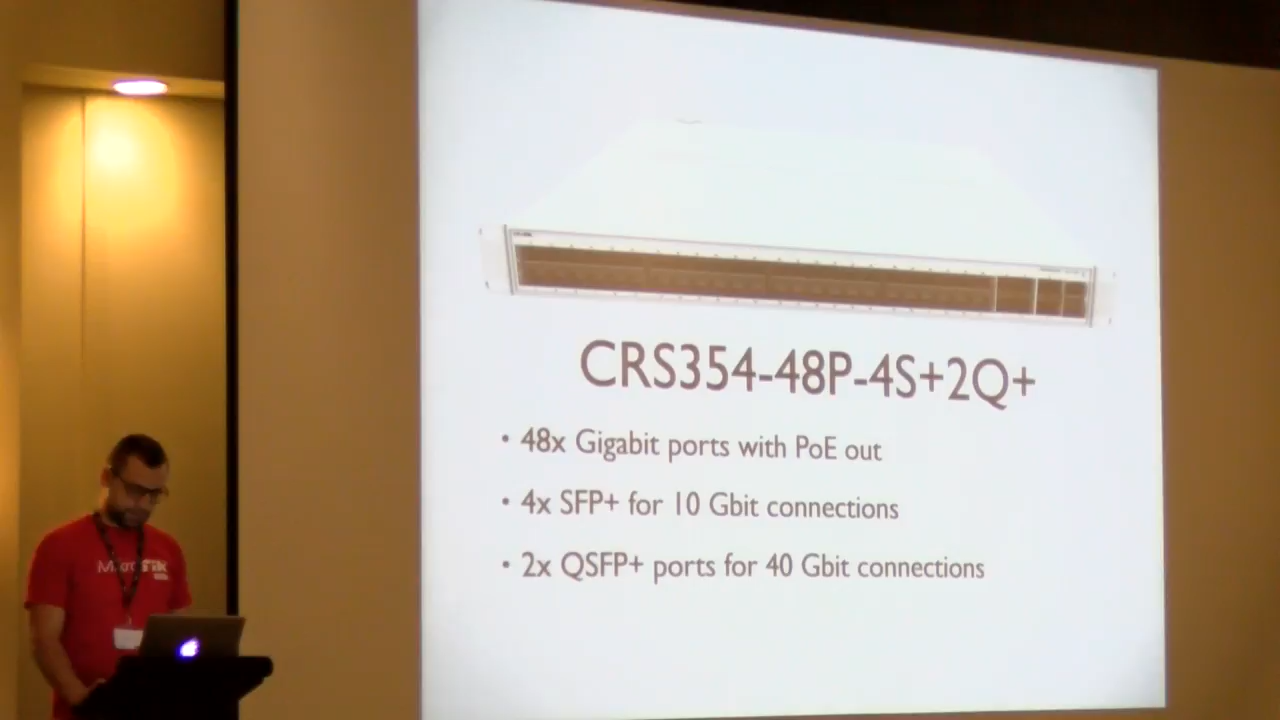 CRS354-48P-4S+2Q+
• 48x Gigabit ports with PoE out
• 4x SFP+ for 10 Gbit connections
• 2x QSFP+ ports for 40 Gbit connections
MikroTik